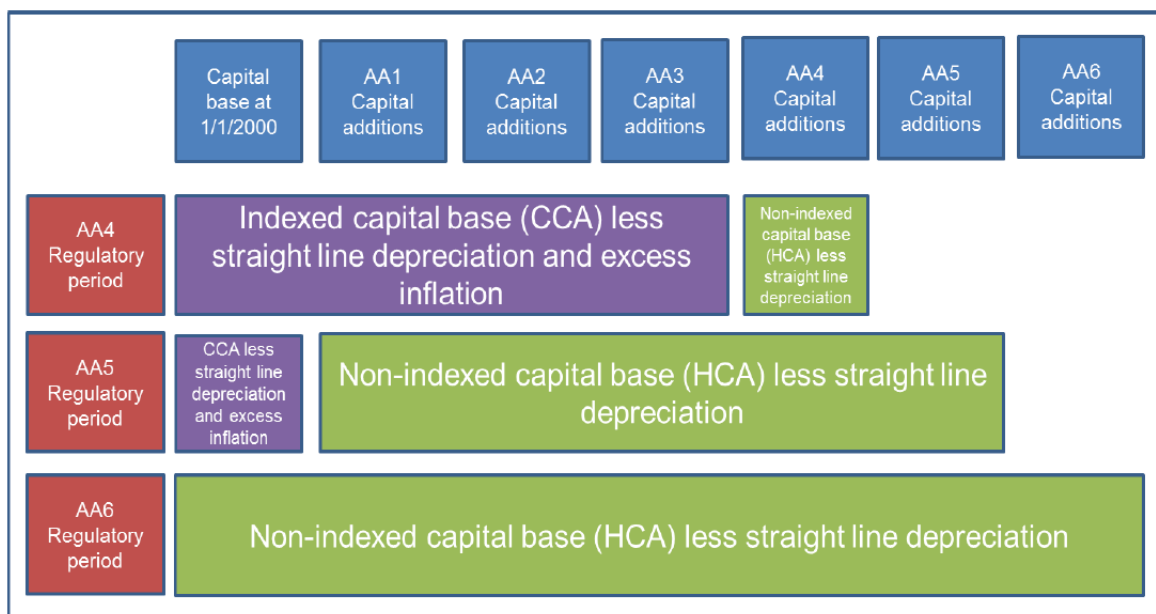 Capital
base at
1/1/2000
AA1
Capital
additions
AA2
Capital
additions
AA3
Capital
additions
AA4
Capital
additions
AA5
Capital
additions
AA6
Capital
additions
AA4
Regulatory
period
Indexed capital base (CCA) less
straight line depreciation and excess
inflation
Non-indexed
capital base
(HCA) less
straight line
depreciation
AA5
Regulatory
period
CCA less
straight line
depreciation
and excess
inflation
Non-indexed capital base (HCA) less straight line
depreciation
AA6
Regulatory
period
Non-indexed capital base (HCA) less straight line depreciation